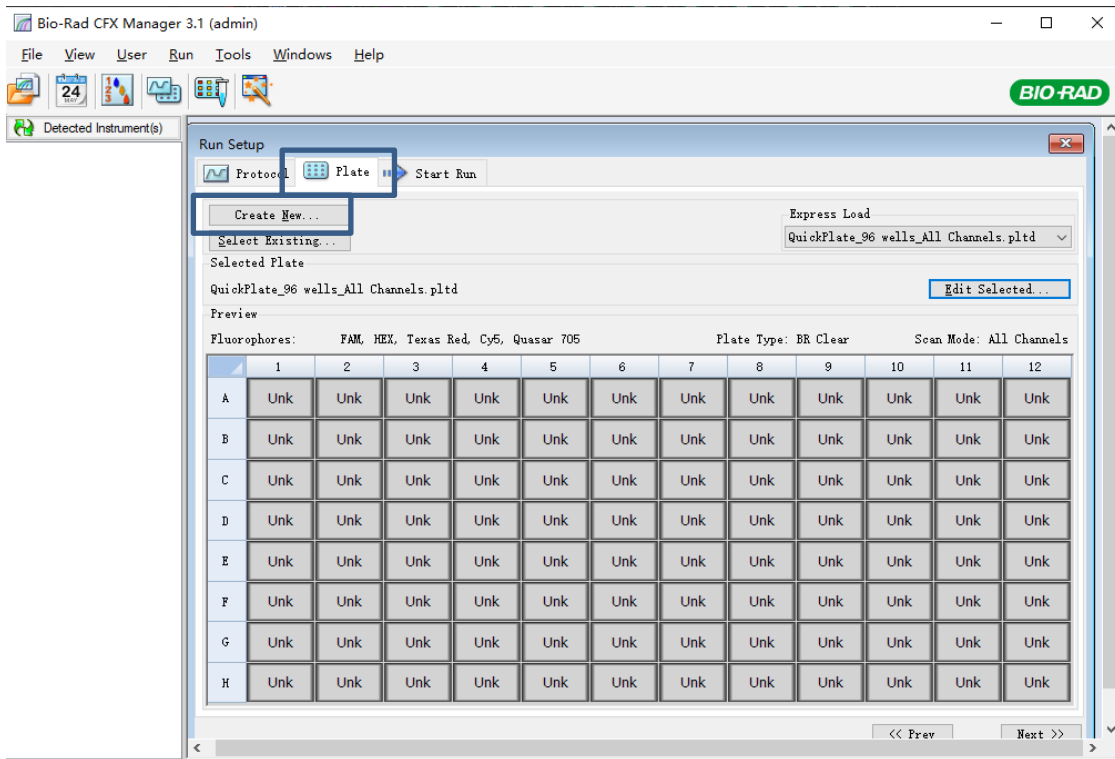 Bio-Rad CFX Manager 3.1 (admin)
File View User Run Tools Windows Help
24
MAY
123
BIO-RAD
Detected Instrument(s)
Run Setup
Protocol Plate Start Run
Create New...
Express Load
Select Existing...
QuickPlate_96 wells_All Channels.pltd
Selected Plate
QuickPlate_96 wells_All Channels.pltd
Edit Selected...
Preview
Fluorophores: FAM, HEX, Texas Red, Cy5, Quasar 705 Plate Type: BR Clear Scan Mode: All Channels
1 2 3 4 5 6 7 8 9 10 11 12
A Unk Unk Unk Unk Unk Unk Unk Unk Unk Unk Unk Unk
B Unk Unk Unk Unk Unk Unk Unk Unk Unk Unk Unk Unk
C Unk Unk Unk Unk Unk Unk Unk Unk Unk Unk Unk Unk
D Unk Unk Unk Unk Unk Unk Unk Unk Unk Unk Unk Unk
E Unk Unk Unk Unk Unk Unk Unk Unk Unk Unk Unk Unk
F Unk Unk Unk Unk Unk Unk Unk Unk Unk Unk Unk Unk
G Unk Unk Unk Unk Unk Unk Unk Unk Unk Unk Unk Unk
H Unk Unk Unk Unk Unk Unk Unk Unk Unk Unk Unk Unk
<< Prev Next >>